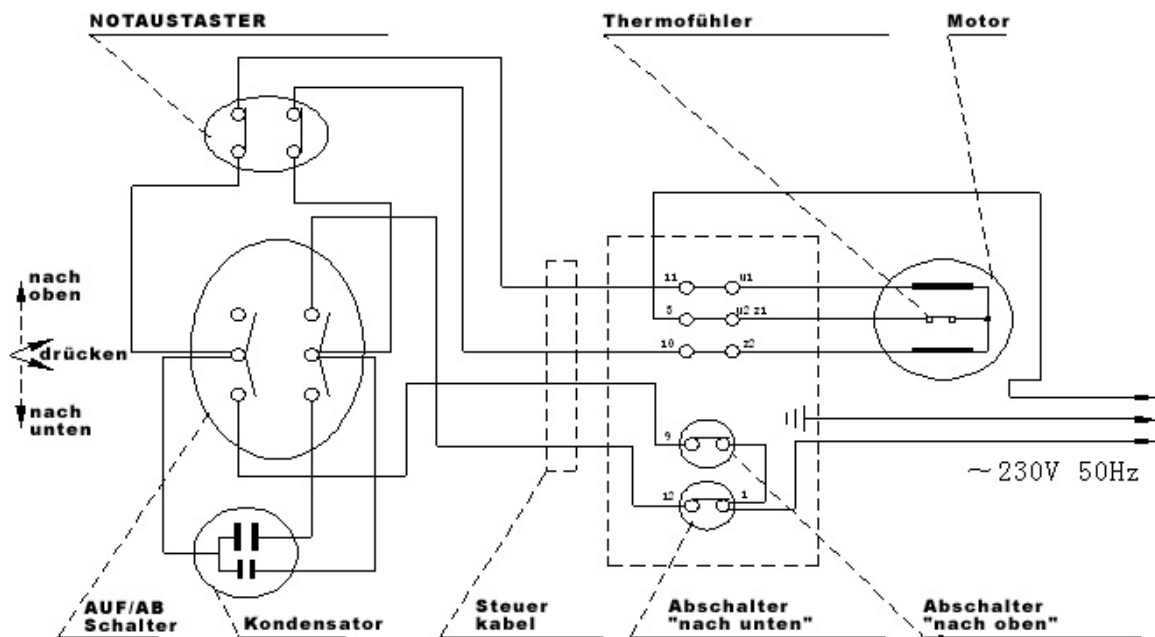 NOTAUSTASTER
Thermofühler
Motor
nach
oben
drücken
nach
unten
11
u1
5
u2 z1
10
z2
9
12
1
~230V 50Hz
AUF/AB
Schalter
Kondensator
Steuer
kabel
Abschalter
"nach unten"
Abschalter
"nach oben"